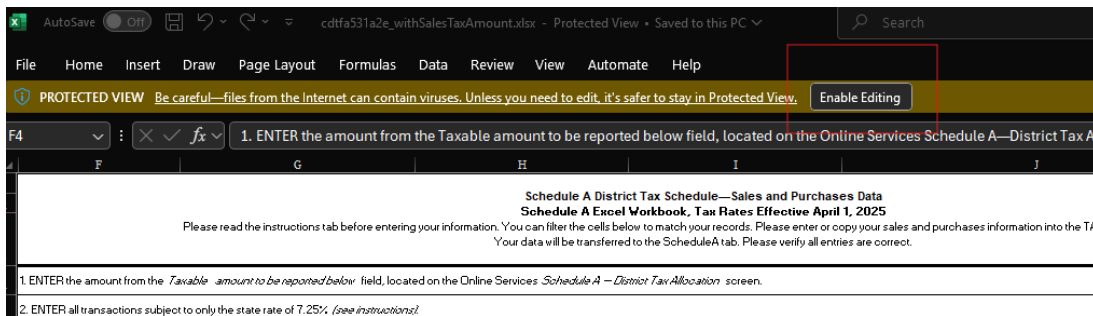 AutoSave Off cdtfa531a2e_withSalesTaxAmount.xlsx - Protected View • Saved to this PC Search
File Home Insert Draw Page Layout Formulas Data Review View Automate Help
PROTECTED VIEW Be careful—files from the Internet can contain viruses. Unless you need to edit, it's safer to stay in Protected View. Enable Editing
F4 fx 1. ENTER the amount from the Taxable amount to be reported below field, located on the Online Services Schedule A—District Tax A
F G H I J
Schedule A District Tax Schedule—Sales and Purchases Data
Schedule A Excel Workbook, Tax Rates Effective April 1, 2025
Please read the instructions tab before entering your information. You can filter the cells below to match your records. Please enter or copy your sales and purchases information into the TA
Your data will be transferred to the ScheduleA tab. Please verify all entries are correct.
1. ENTER the amount from the Taxable amount to be reported below field, located on the Online Services Schedule A — District Tax Allocation screen.
2. ENTER all transactions subject to only the state rate of 7.25% (see instructions).